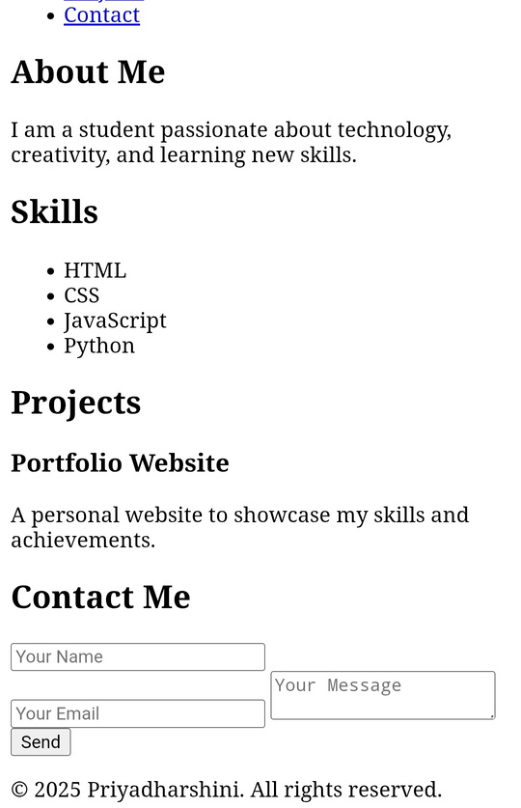 Contact
About Me
I am a student passionate about technology,
creativity, and learning new skills.
Skills
HTML
CSS
JavaScript
Python
Projects
Portfolio Website
A personal website to showcase my skills and
achievements.
Contact Me
Your Name
Your Message
Your Email
Send
© 2025 Priyadharshini. All rights reserved.